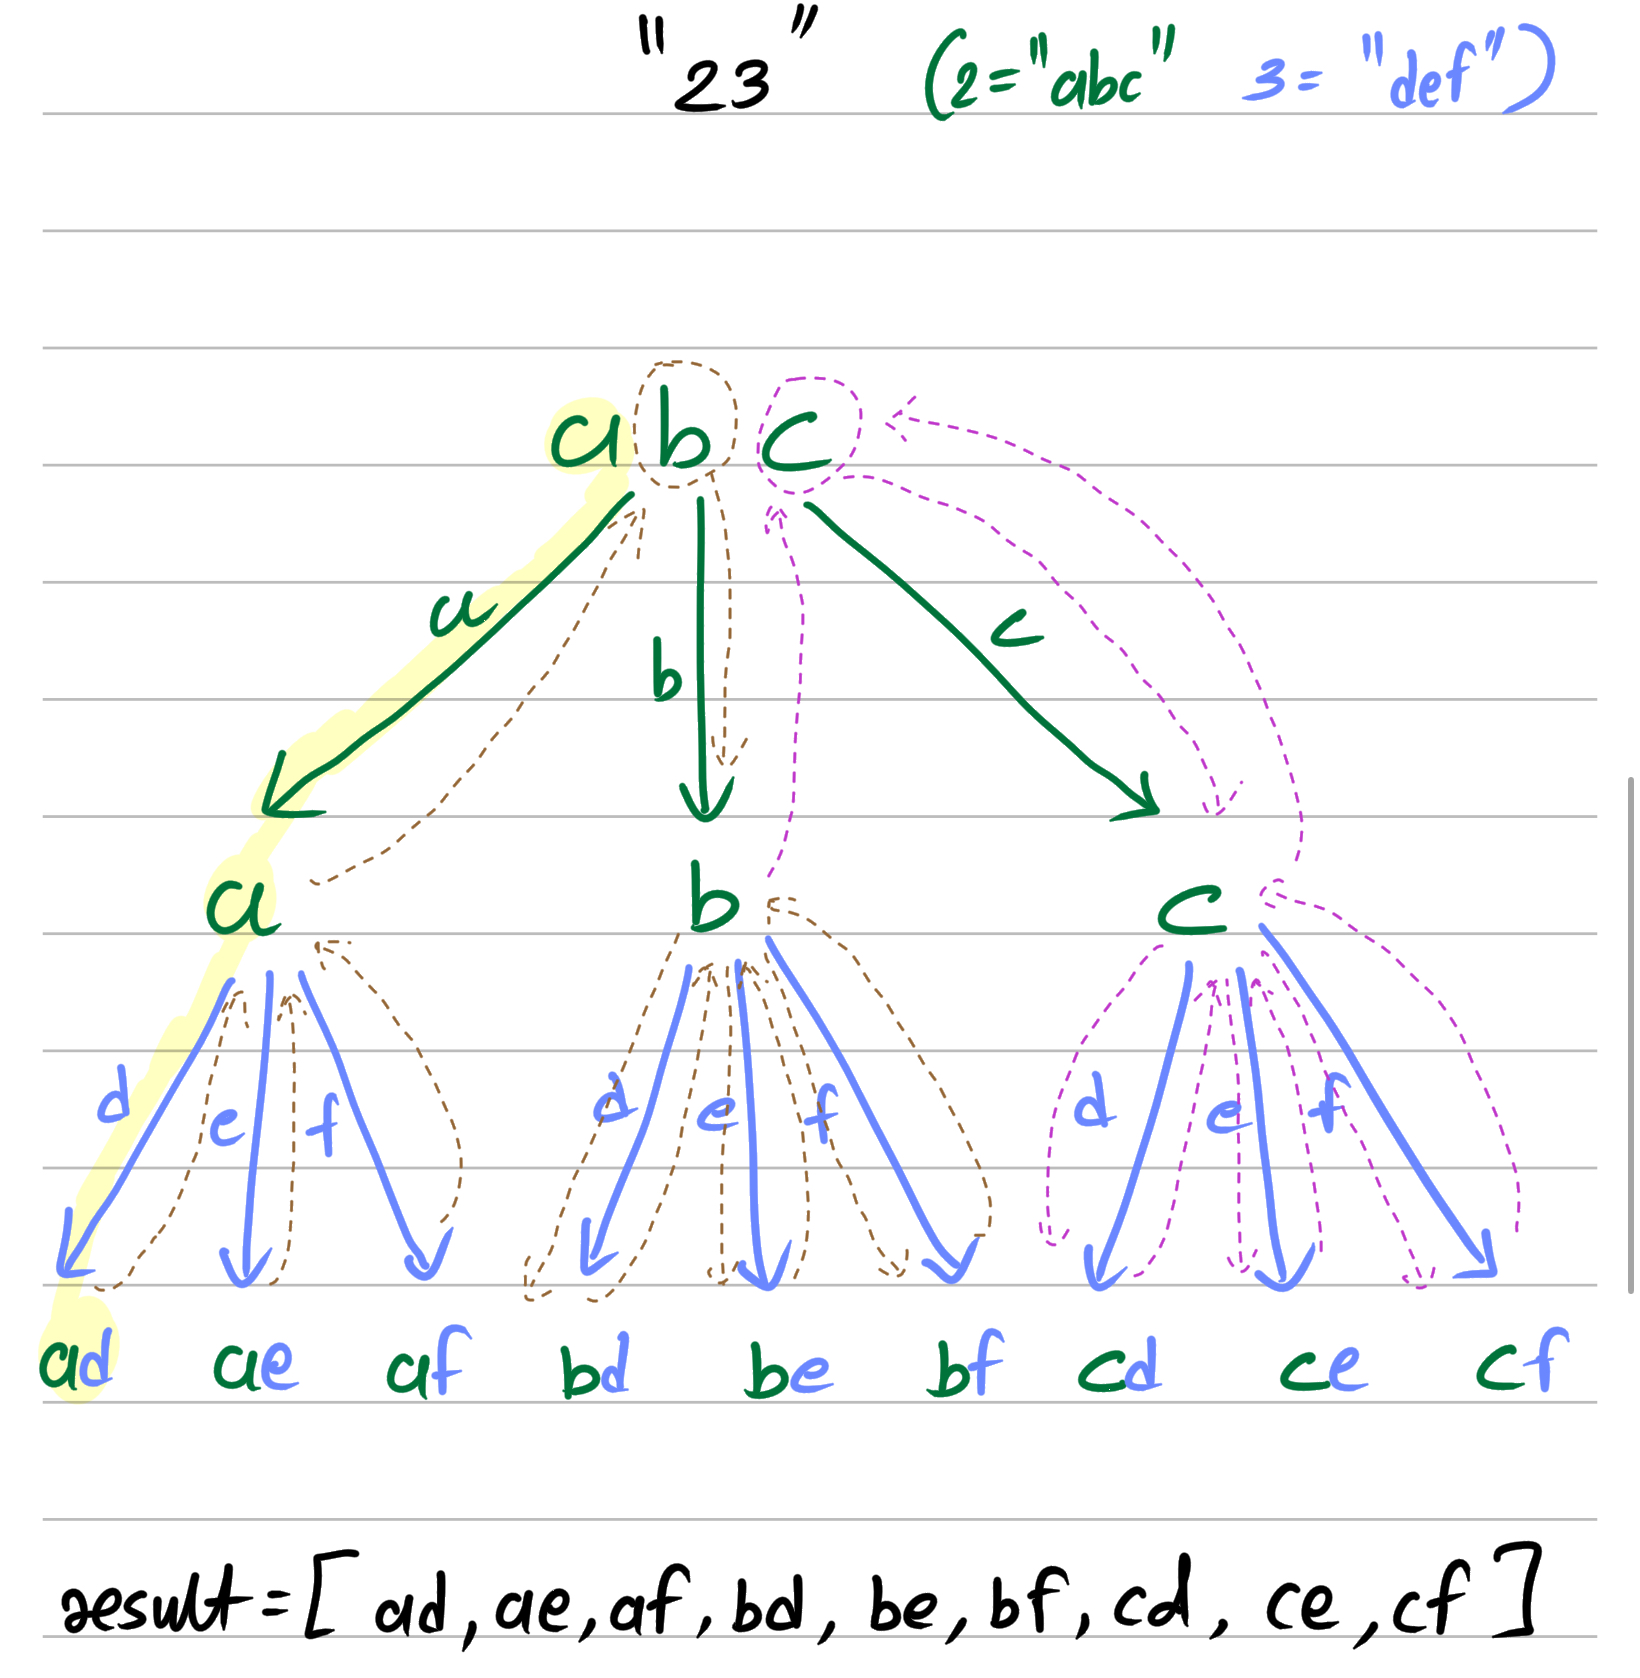 "23" (2="abc" 3="def")
a b c
a b c
a b c
d e f d e f d e f
ad ae af bd be bf cd ce cf
result=[ad, ae, af, bd, be, bf, cd, ce, cf]